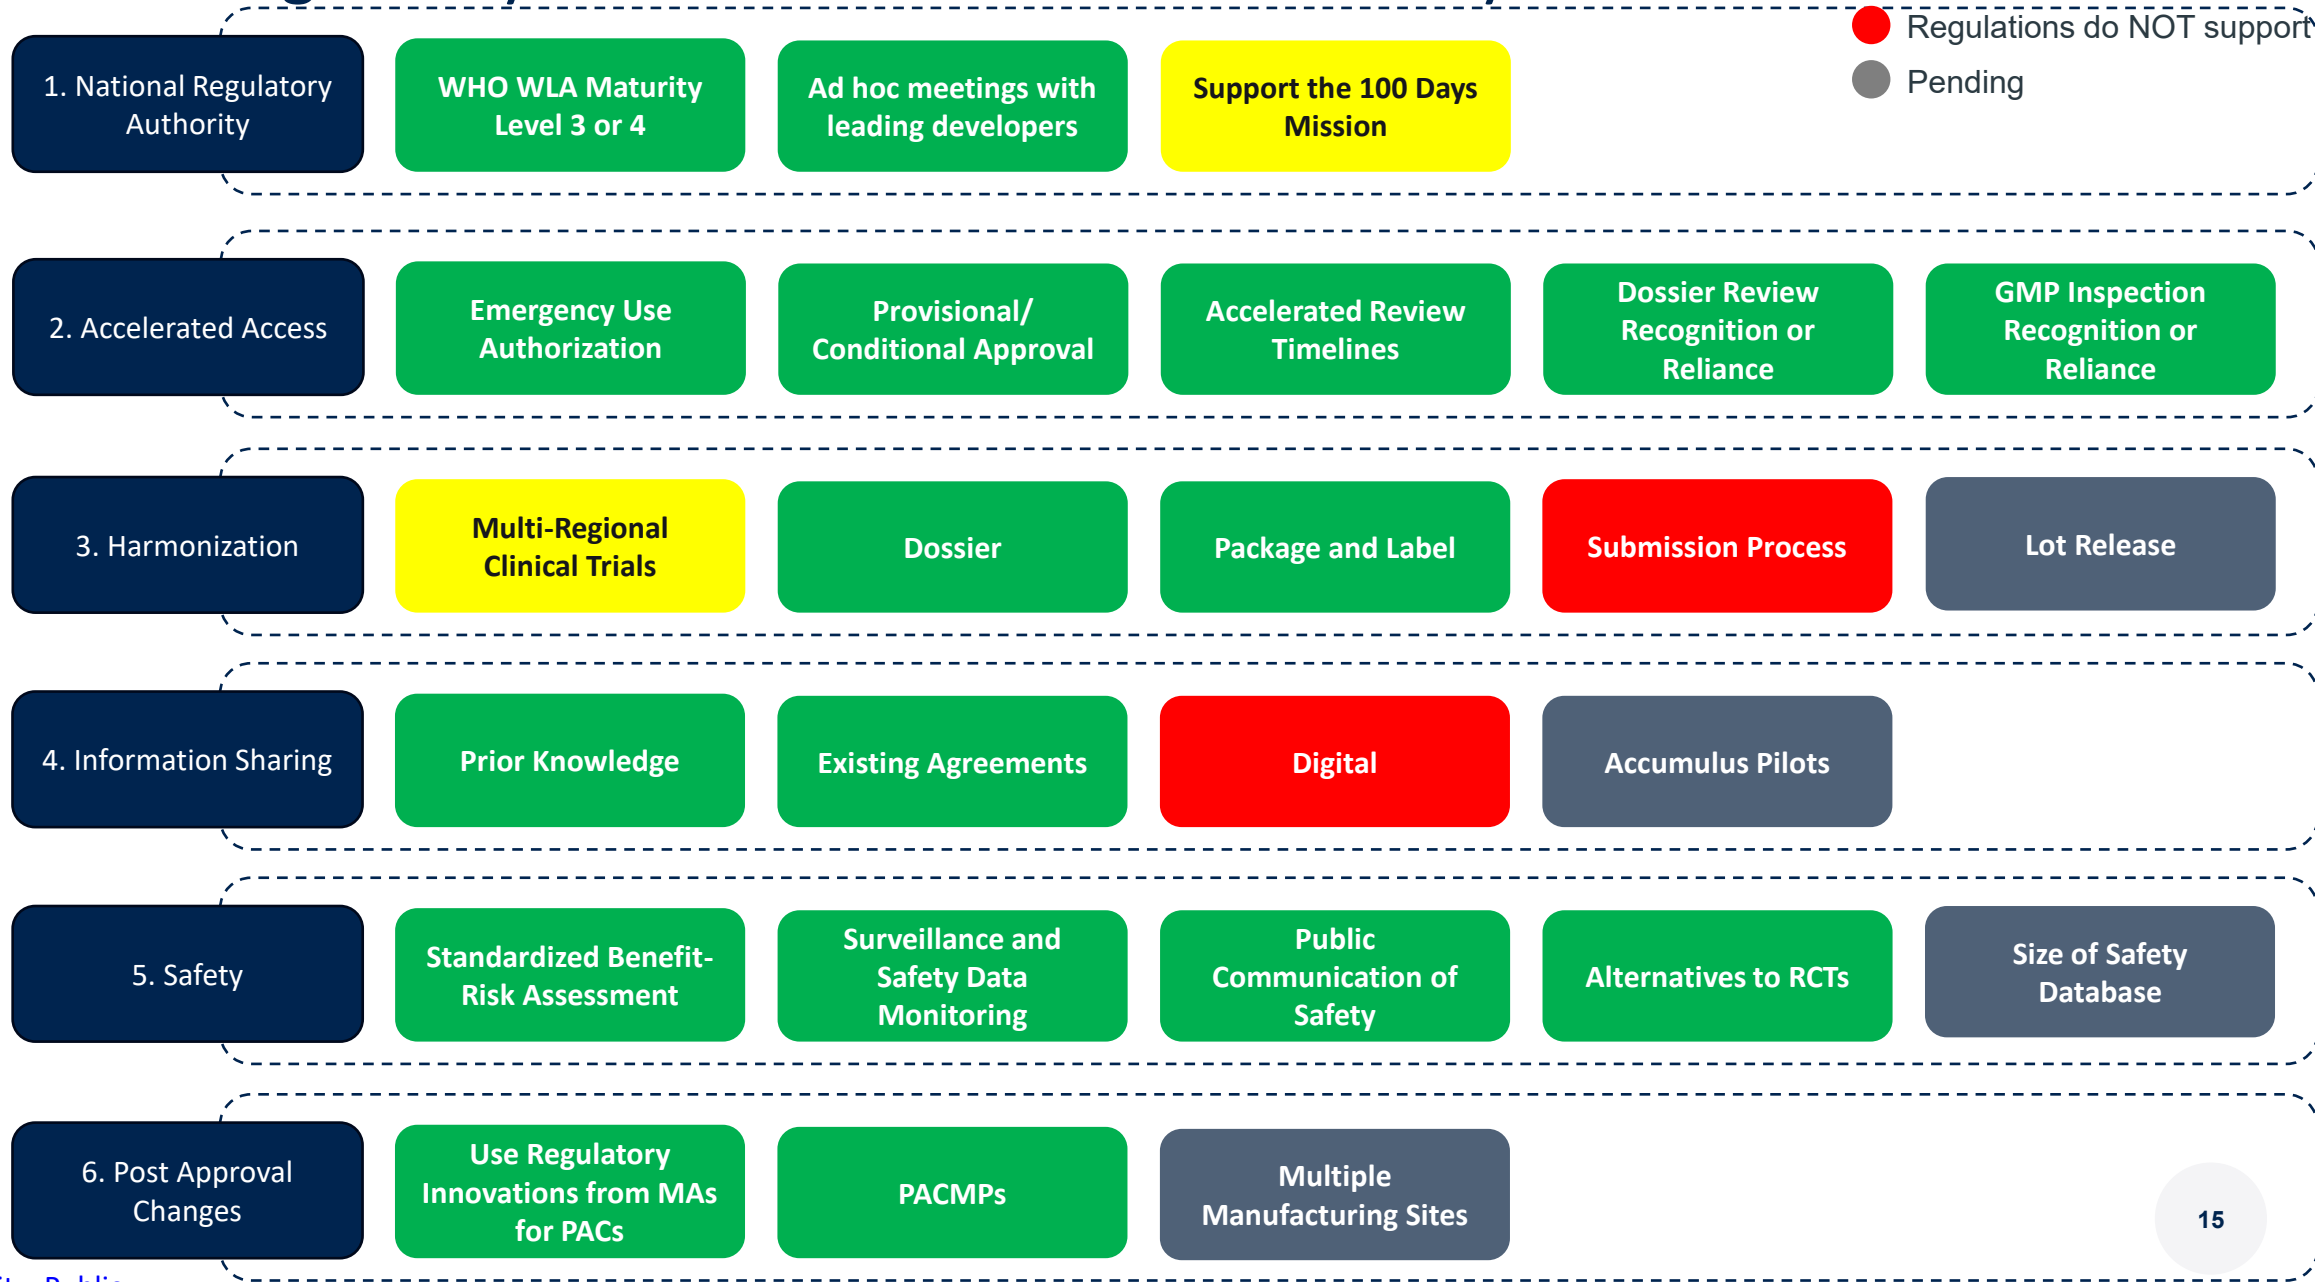 Regulations do NOT support
Pending
1. National Regulatory
Authority
WHO WLA Maturity
Level 3 or 4
Ad hoc meetings with
leading developers
Support the 100 Days
Mission
2. Accelerated Access
Emergency Use
Authorization
Provisional/
Conditional Approval
Accelerated Review
Timelines
Dossier Review
Recognition or
Reliance
GMP Inspection
Recognition or
Reliance
3. Harmonization
Multi-Regional
Clinical Trials
Dossier
Package and Label
Submission Process
Lot Release
4. Information Sharing
Prior Knowledge
Existing Agreements
Digital
Accumulus Pilots
5. Safety
Standardized Benefit-
Risk Assessment
Surveillance and
Safety Data
Monitoring
Public
Communication of
Safety
Alternatives to RCTs
Size of Safety
Database
6. Post Approval
Changes
Use Regulatory
Innovations from MAs
for PACs
PACMPs
Multiple
Manufacturing Sites
15